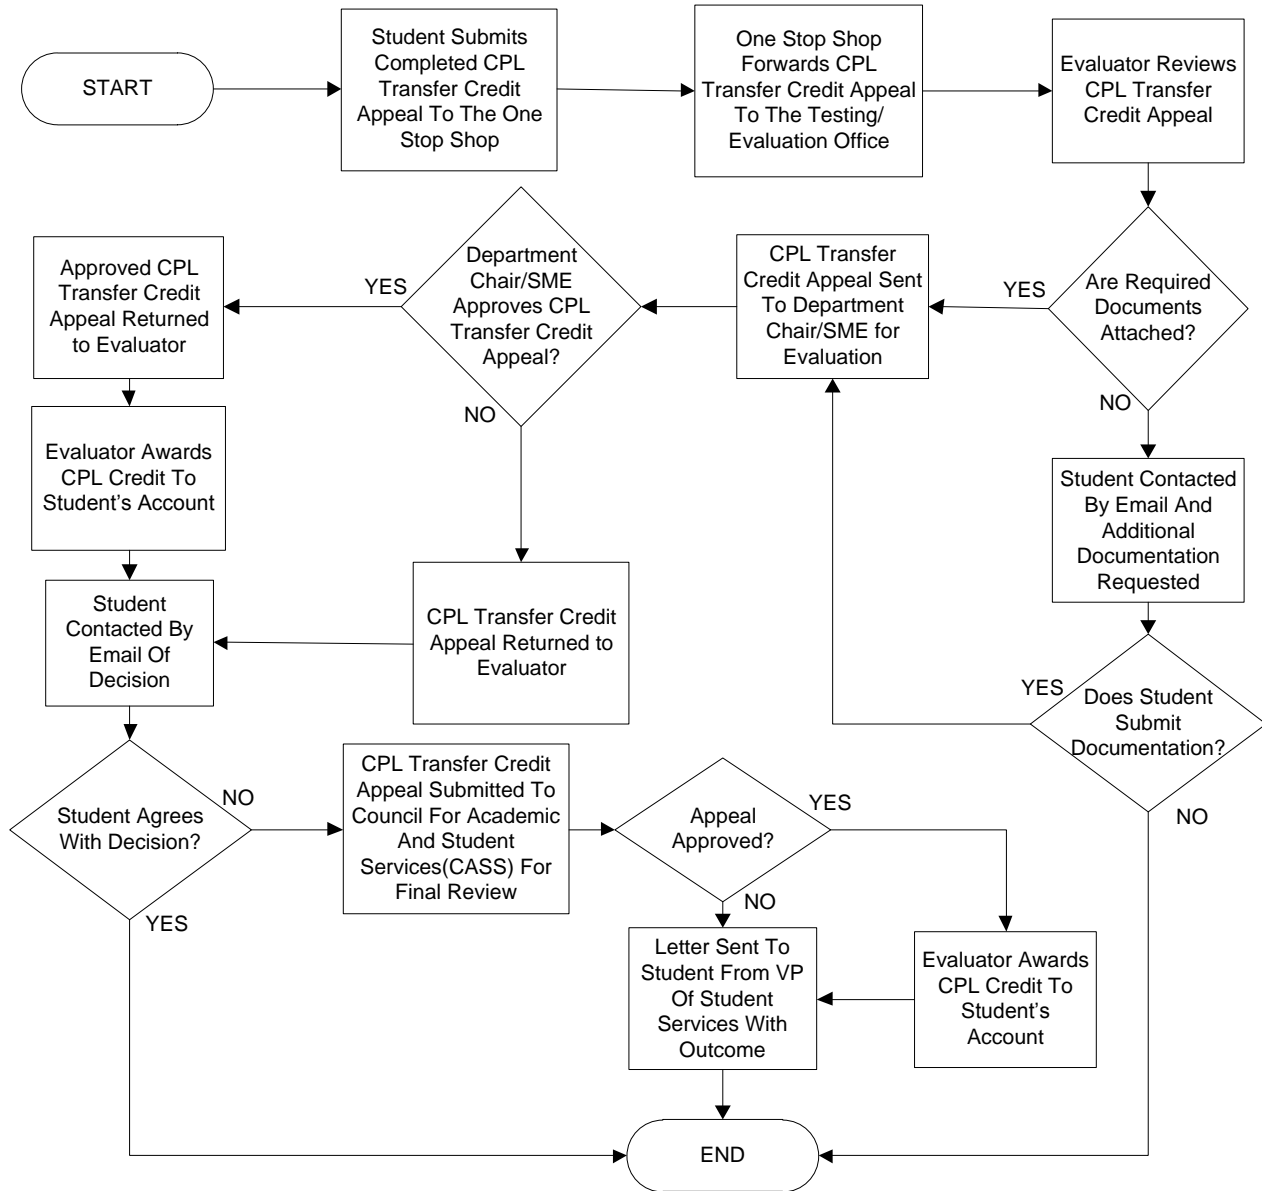 START
Student Submits
Completed CPL
Transfer Credit
Appeal To The One
Stop Shop
One Stop Shop
Forwards CPL
Transfer Credit Appeal
To The Testing/
Evaluation Office
Evaluator Reviews
CPL Transfer
Credit Appeal
Are Required
Documents
Attached?
YES
NO
CPL Transfer
Credit Appeal Sent
To Department
Chair/SME for
Evaluation
Department
Chair/SME
Approves CPL
Transfer Credit
Appeal?
YES
NO
Approved CPL
Transfer Credit
Appeal Returned
to Evaluator
Evaluator Awards
CPL Credit To
Student’s Account
Student
Contacted By
Email Of
Decision
CPL Transfer Credit
Appeal Returned to
Evaluator
Student Contacted
By Email And
Additional
Documentation
Requested
Does Student
Submit
Documentation?
YES
NO
Student Agrees
With Decision?
NO
YES
CPL Transfer Credit
Appeal Submitted To
Council For Academic
And Student
Services(CASS) For
Final Review
Appeal
Approved?
YES
NO
Letter Sent To
Student From VP
Of Student
Services With
Outcome
Evaluator Awards
CPL Credit To
Student’s
Account
END